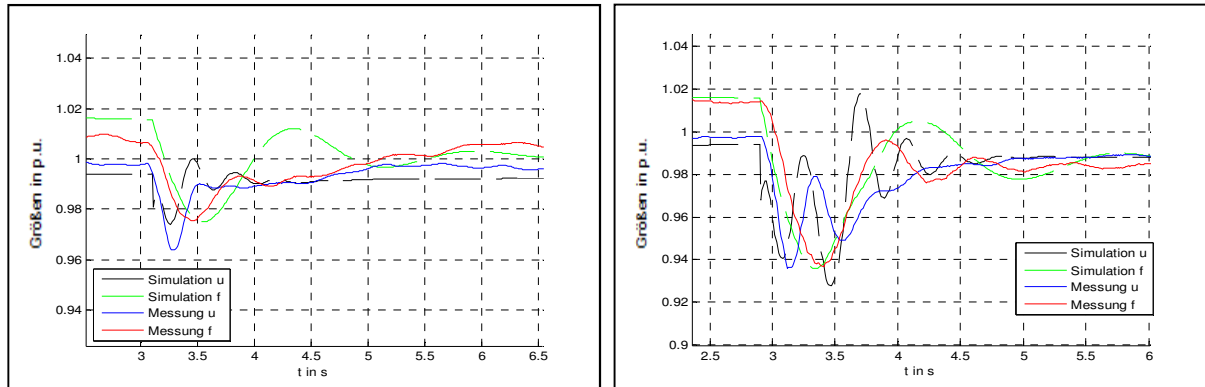 1.04
1.02
1
0.98
0.96
0.94
Größen in p.u.
Simulation u
Simulation f
Messung u
Messung f
3 3.5 4 4.5 5 5.5 6 6.5
t in s
1.04
1.02
1
0.98
0.96
0.94
0.92
0.9
Größen in p.u.
Simulation u
Simulation f
Messung u
Messung f
2.5 3 3.5 4 4.5 5 5.5 6
t in s